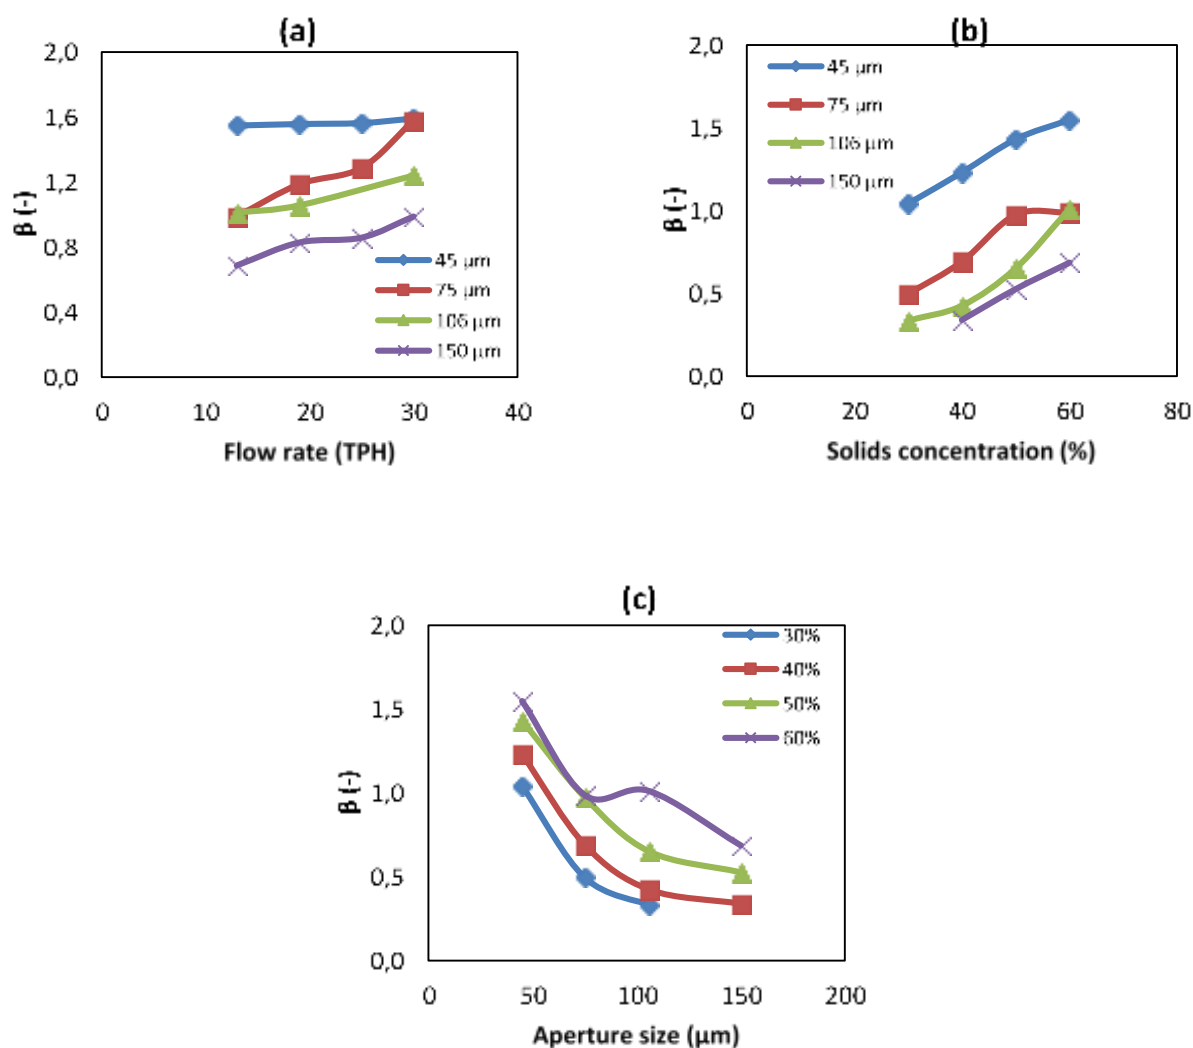 (a)
2,0
1,6
1,2
0,8
0,4
0,0
β (-)
45 μm
75 μm
106 μm
150 μm
0
10
20
30
40
Flow rate (TPH)
(b)
2,0
1,5
1,0
0,5
0,0
β (-)
45 μm
75 μm
106 μm
150 μm
0
20
40
60
80
Solids concentration (%)
(c)
2,0
1,5
1,0
0,5
0,0
β (-)
30%
40%
50%
60%
0
50
100
150
200
Aperture size (μm)